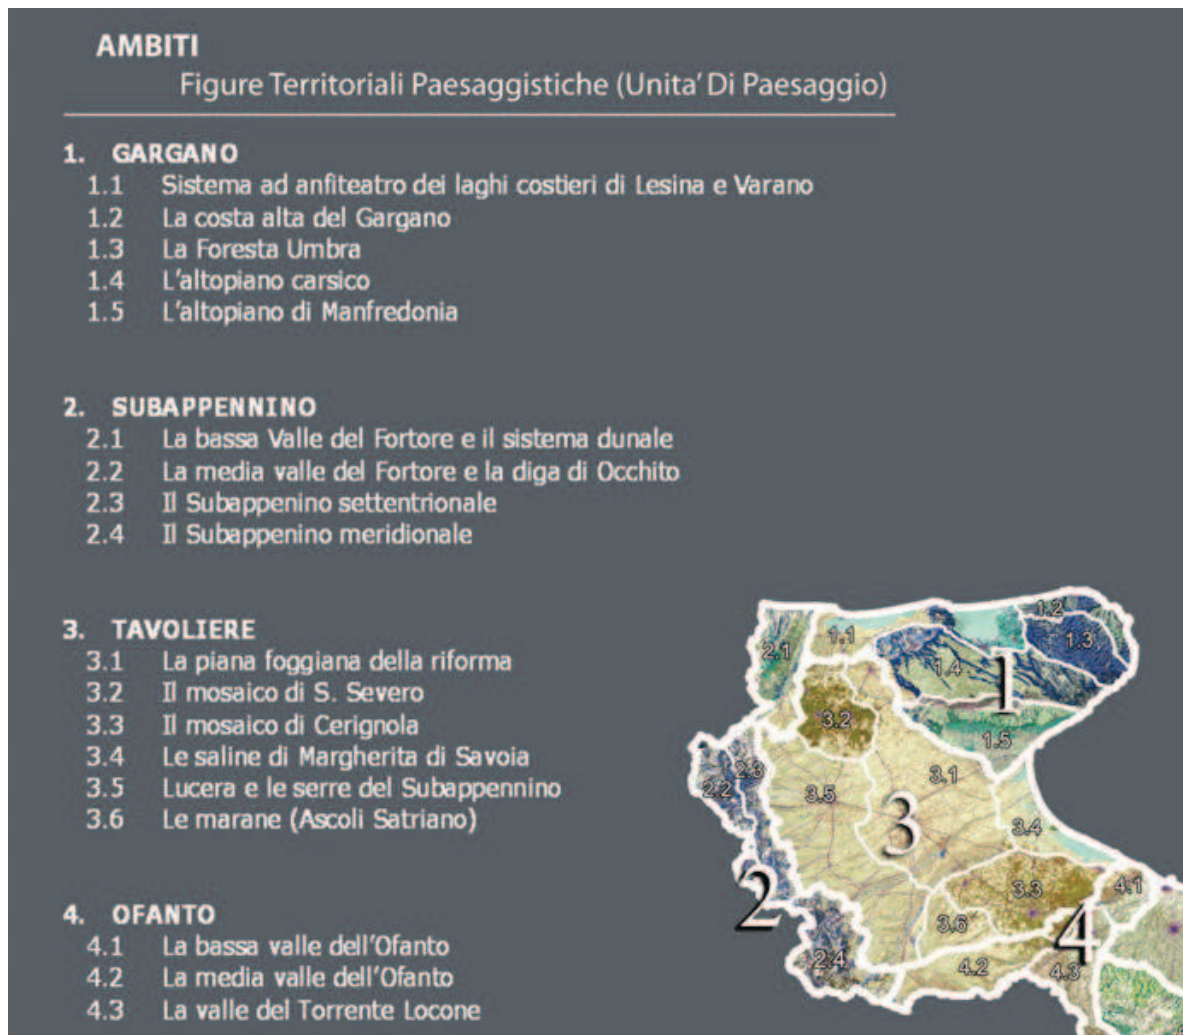 AMBITI
Figure Territoriali Paesaggistiche (Unita' Di Paesaggio)
1. GARGANO
1.1 Sistema ad anfiteatro dei laghi costieri di Lesina e Varano
1.2 La costa alta del Gargano
1.3 La Foresta Umbra
1.4 L'altopiano carsico
1.5 L'altopiano di Manfredonia
2. SUBAPPENNINO
2.1 La bassa Valle del Fortore e il sistema dunale
2.2 La media valle del Fortore e la diga di Occhito
2.3 Il Subappenino settentrionale
2.4 Il Subappenino meridionale
3. TAVOLIERE
3.1 La piana foggiana della riforma
3.2 Il mosaico di S. Severo
3.3 Il mosaico di Cerignola
3.4 Le saline di Margherita di Savoia
3.5 Lucera e le serre del Subappennino
3.6 Le marane (Ascoli Satriano)
4. OFANTO
4.1 La bassa valle dell'Ofanto
4.2 La media valle dell'Ofanto
4.3 La valle del Torrente Locone
1.2
1.1
1.3
2.1
1.4
1
3.2
1.5
2.3
3.1
2.2
3.5
3
3.4
3.3
4.1
2
3.6
4
2.4
4.2
4.3